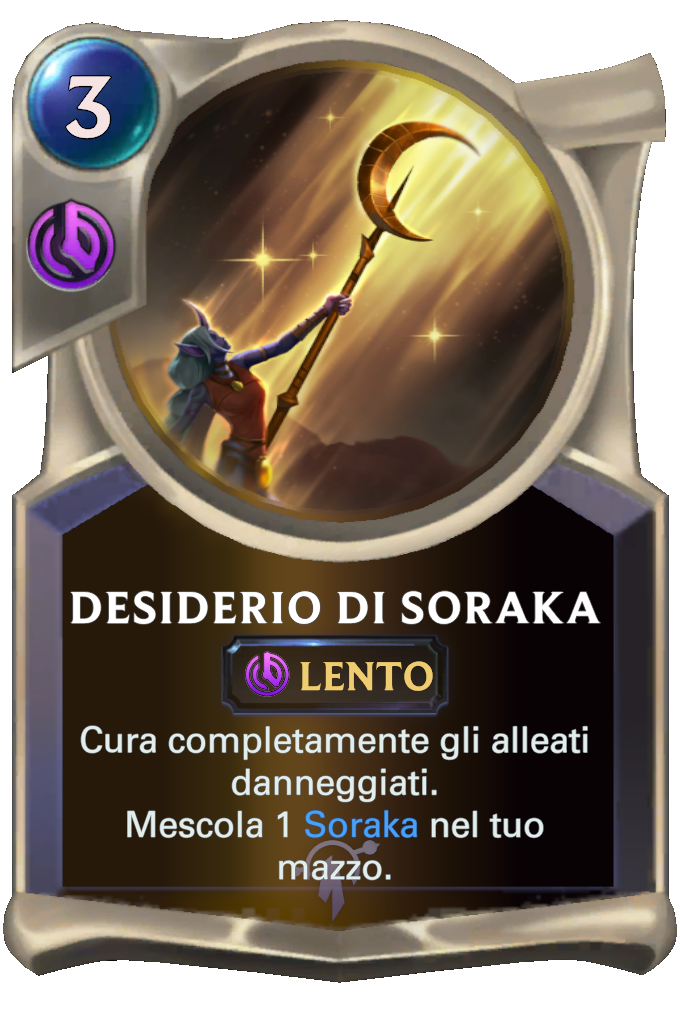 3
DESIDERIO DI SORAKA
LENTO
Cura completamente gli alleati
danneggiati.
Mescola 1 Soraka nel tuo
mazzo.